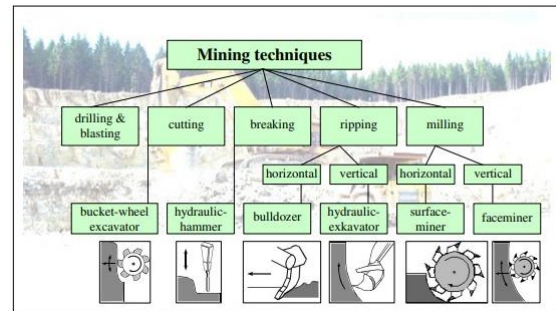 Mining techniques
drilling &
blasting
cutting
breaking
ripping
milling
horizontal
vertical
horizontal
vertical
bucket-wheel
excavator
hydraulic-
hammer
bulldozer
hydraulic-
exkavator
surface-
miner
faceminer